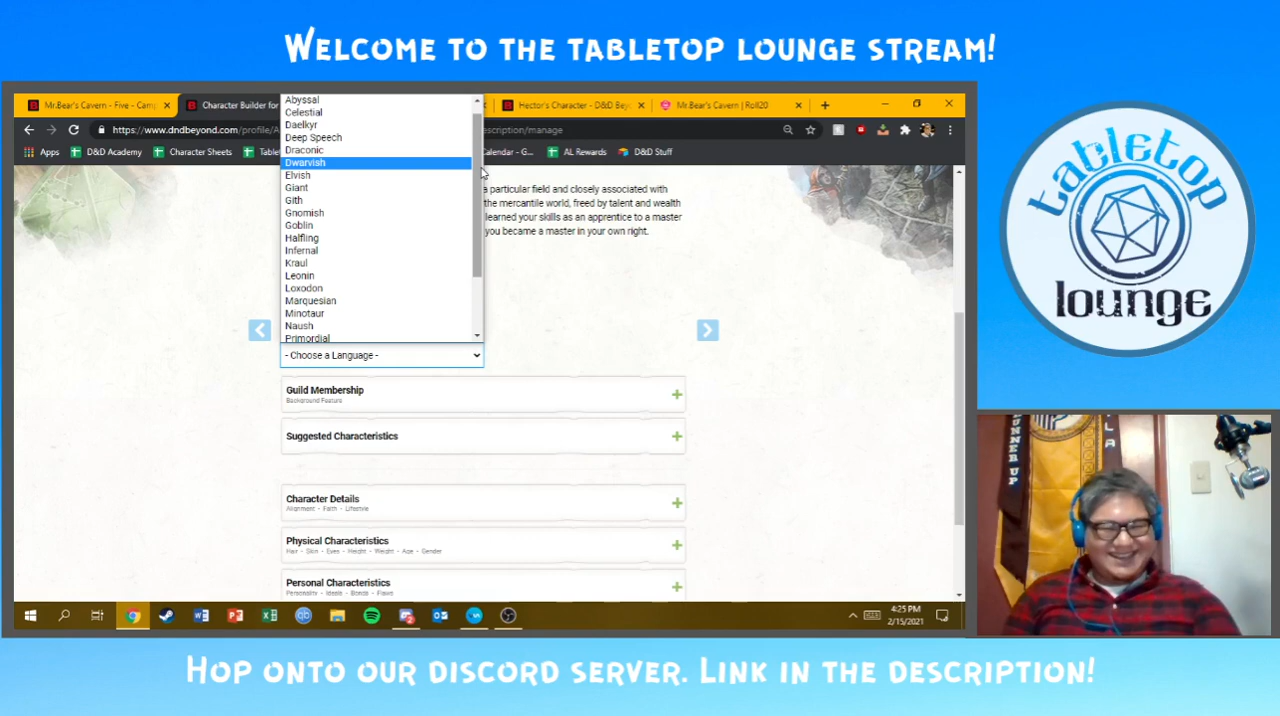 Welcome to the tabletop lounge stream!
Mr.Bear's Cavern - Five - Camp
Character Builder for
Hector's Character - D&D Bey
Mr.Bear's Cavern | Roll20
https://www.dndbeyond.com/profile/A
escription/manage
Apps
D&D Academy
Character Sheets
Table
Calendar - G...
AL Rewards
D&D Stuff
Abyssal
Celestial
Daelkyr
Deep Speech
Draconic
Dwarvish
Elvish
Giant
Gith
Gnomish
Goblin
Halfling
Infernal
Kraul
Leonin
Loxodon
Marquesian
Minotaur
Naush
Primordial
a particular field and closely associated with
the mercantile world, freed by talent and wealth
learned your skills as an apprentice to a master
you became a master in your own right.
- Choose a Language -
Guild Membership
Background Feature
Suggested Characteristics
Character Details
Alignment - Faith - Lifestyle
Physical Characteristics
Hair - Skin - Eyes - Height - Weight - Age - Gender
Personal Characteristics
Personality - Ideals - Bonds - Flaws
4:25 PM
2/15/2021
tabletop
lounge
RUNNER UP
LA
Hop onto our discord server. Link in the description!